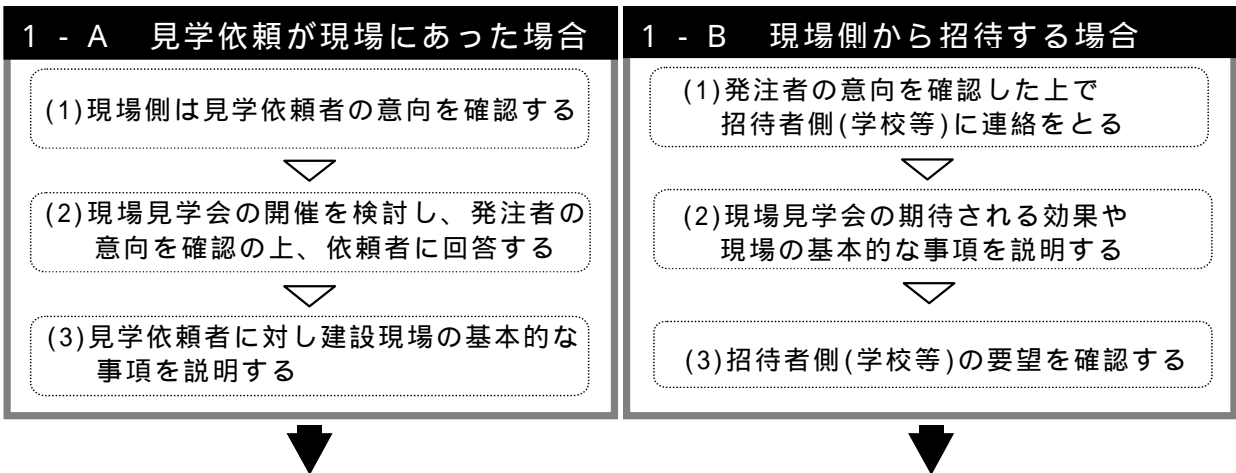 1 - A 見学依頼が現場にあった場合
(1)現場側は見学依頼者の意向を確認する
(2)現場見学会の開催を検討し、発注者の
意向を確認の上、依頼者に回答する
(3)見学依頼者に対し建設現場の基本的な
事項を説明する
1 - B 現場側から招待する場合
(1)発注者の意向を確認した上で
招待者側(学校等)に連絡をとる
(2)現場見学会の期待される効果や
現場の基本的な事項を説明する
(3)招待者側(学校等)の要望を確認する